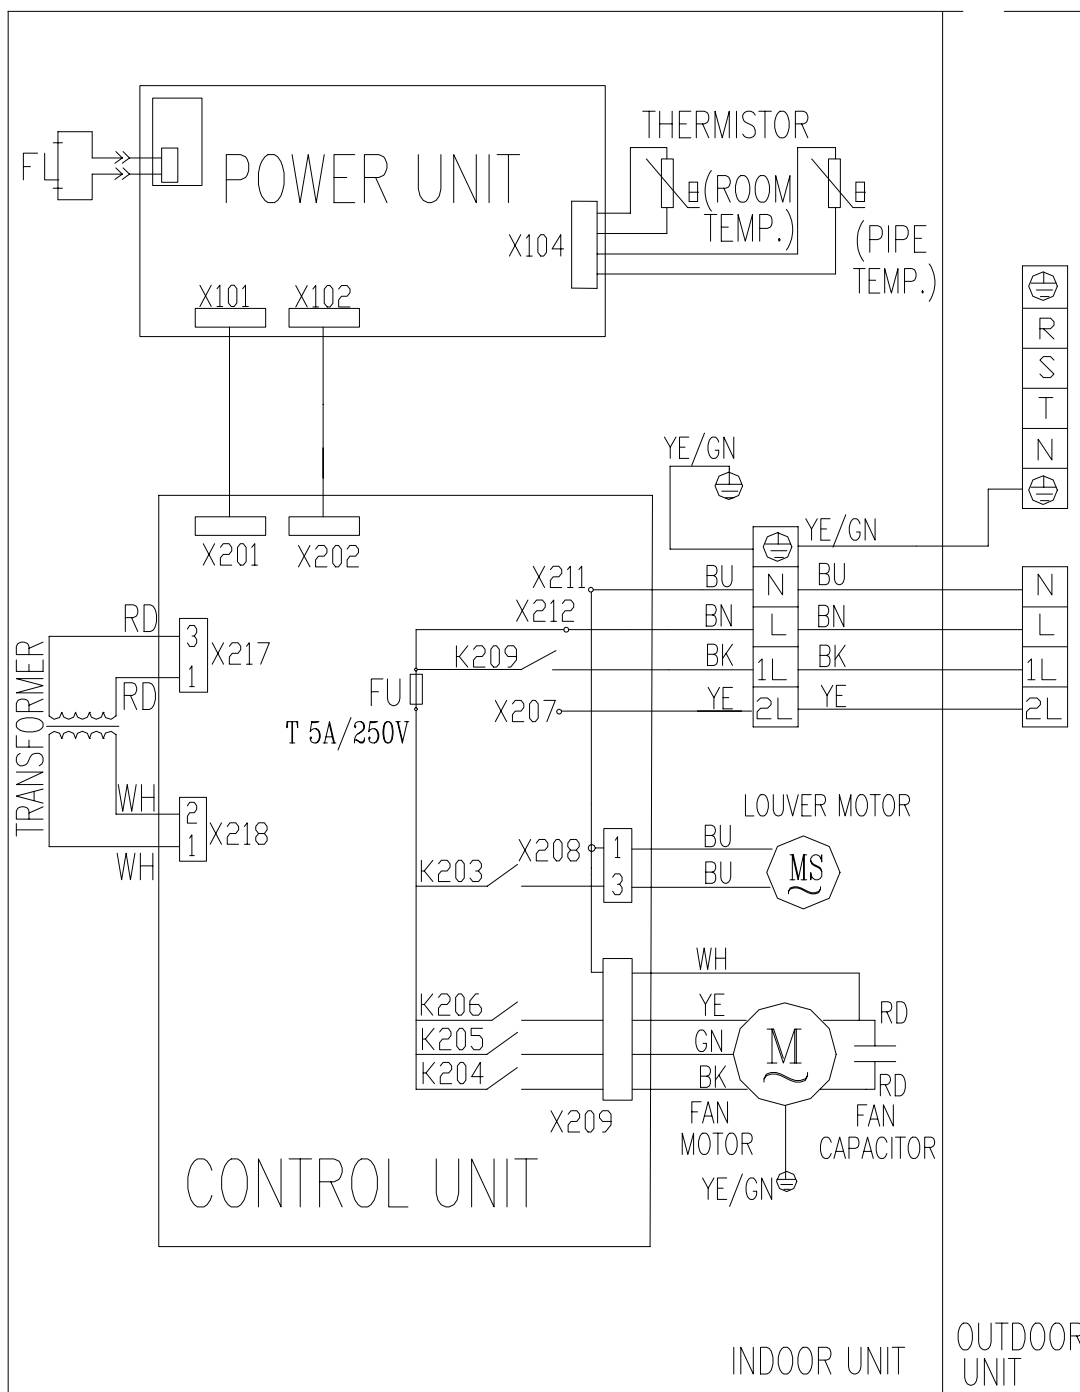 THERMISTOR
FL
POWER UNIT
(ROOM
TEMP.)
(PIPE
TEMP.)
X104
X101
X102
R
S
T
N
YE/GN
YE/GN
X201
X202
X211
BU
N
BU
N
X212
BN
L
BN
L
K209
BK
1L
BK
1L
X207
YE
2L
YE
2L
FU
T 5A/250V
TRANSFORMER
RD
3
X217
1
RD
WH
2
X218
1
WH
LOUVER MOTOR
X208
1
BU
MS
K203
3
BU
WH
K206
YE
RD
K205
GN
M
K204
BK
RD
X209
FAN
MOTOR
FAN
CAPACITOR
YE/GN
CONTROL UNIT
INDOOR UNIT
OUTDOOR
UNIT